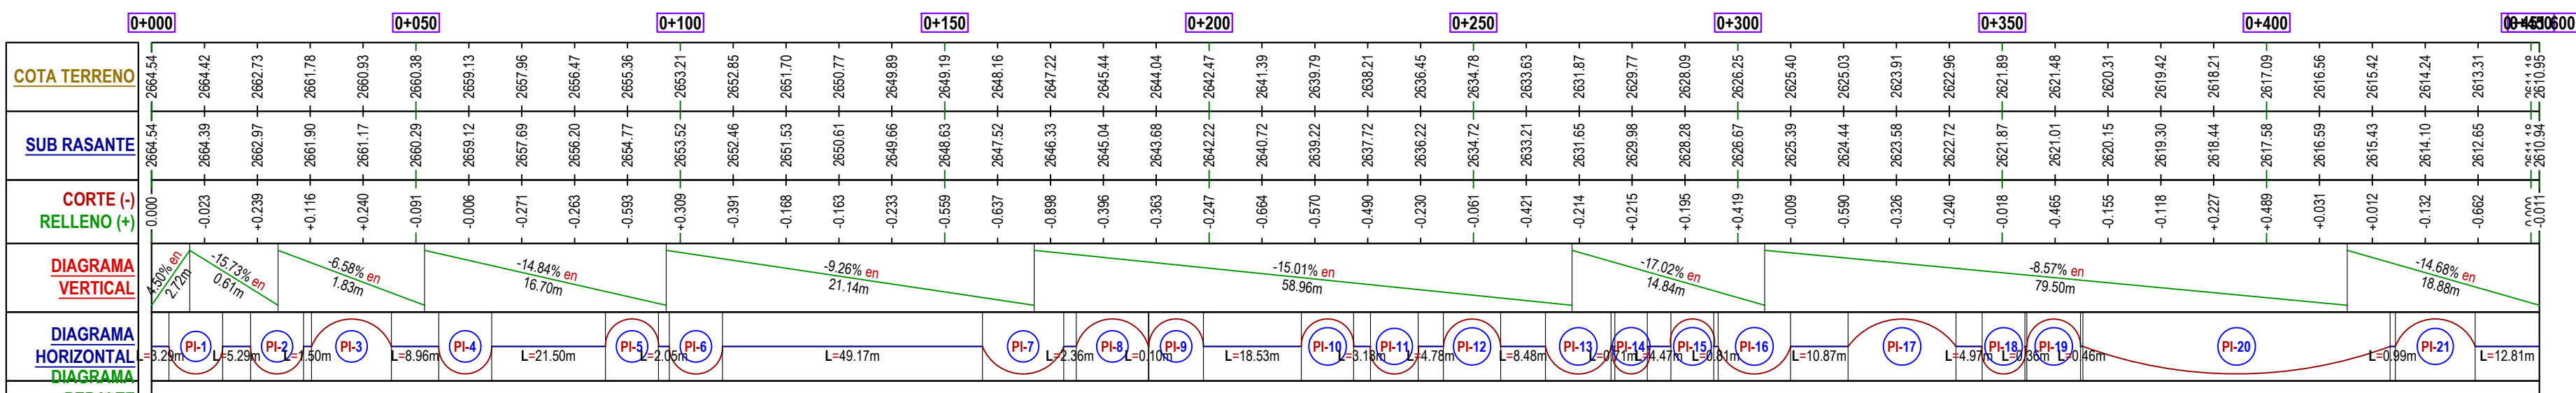 0+000 0+050 0+100 0+150 0+200 0+250 0+300 0+350 0+400
COTA TERRENO
2664.54 2664.42 2662.73 2661.78 2660.93 2660.38 2659.13 2657.96 2656.47 2655.36 2653.21 2652.85 2651.70 2650.77 2649.89 2649.19 2648.16 2647.22 2645.44 2644.04 2642.47 2641.39 2639.79 2638.21 2636.45 2634.78 2633.63 2631.87 2629.77 2628.09 2626.25 2625.40 2625.03 2623.91 2622.96 2621.89 2621.48 2620.31 2619.42 2618.21 2617.09 2616.56 2615.42 2614.24 2613.31 2611.18 2610.95
SUB RASANTE
2664.54 2664.39 2662.97 2661.90 2661.17 2660.29 2659.12 2657.69 2656.20 2654.77 2653.52 2652.46 2651.53 2650.61 2649.66 2648.63 2647.52 2646.33 2645.04 2643.68 2642.22 2640.72 2639.22 2637.72 2636.22 2634.72 2633.21 2631.65 2629.98 2628.28 2626.67 2625.39 2624.44 2623.58 2622.72 2621.87 2621.01 2620.15 2619.30 2618.44 2617.58 2616.59 2615.43 2614.10 2612.65 2611.18 2610.94
CORTE (-)
RELLENO (+)
0.000 -0.023 +0.239 +0.116 +0.240 -0.091 -0.006 -0.271 -0.263 -0.593 +0.309 -0.391 -0.168 -0.163 -0.233 -0.559 -0.637 -0.898 -0.396 -0.363 -0.247 -0.664 -0.570 -0.490 -0.230 -0.061 -0.421 -0.214 +0.215 +0.195 +0.419 -0.009 -0.590 -0.326 -0.240 -0.018 -0.465 -0.155 -0.118 +0.227 +0.489 +0.031 +0.012 -0.132 -0.662 0.000 -0.011
DIAGRAMA
VERTICAL
4.50% en
2.72m
-15.73% en
0.61m
-6.58% en
1.83m
-14.84% en
16.70m
-9.26% en
21.14m
-15.01% en
58.96m
-17.02% en
14.84m
-8.57% en
79.50m
-14.68% en
18.88m
DIAGRAMA
HORIZONTAL
PI-1 PI-2 PI-3 PI-4 PI-5 PI-6 PI-7 PI-8 PI-9 PI-10 PI-11 PI-12 PI-13 PI-14 PI-15 PI-16 PI-17 PI-18 PI-19 PI-20 PI-21
L=3.29m L=5.29m L=1.50m L=8.96m L=21.50m L=2.05m L=49.17m L=2.36m L=0.10m L=18.53m L=3.18m L=4.78m L=8.48m L=0.71m L=4.47m L=0.81m L=10.87m L=4.97m L=0.36m L=0.46m L=0.99m L=12.81m
DIAGRAMA